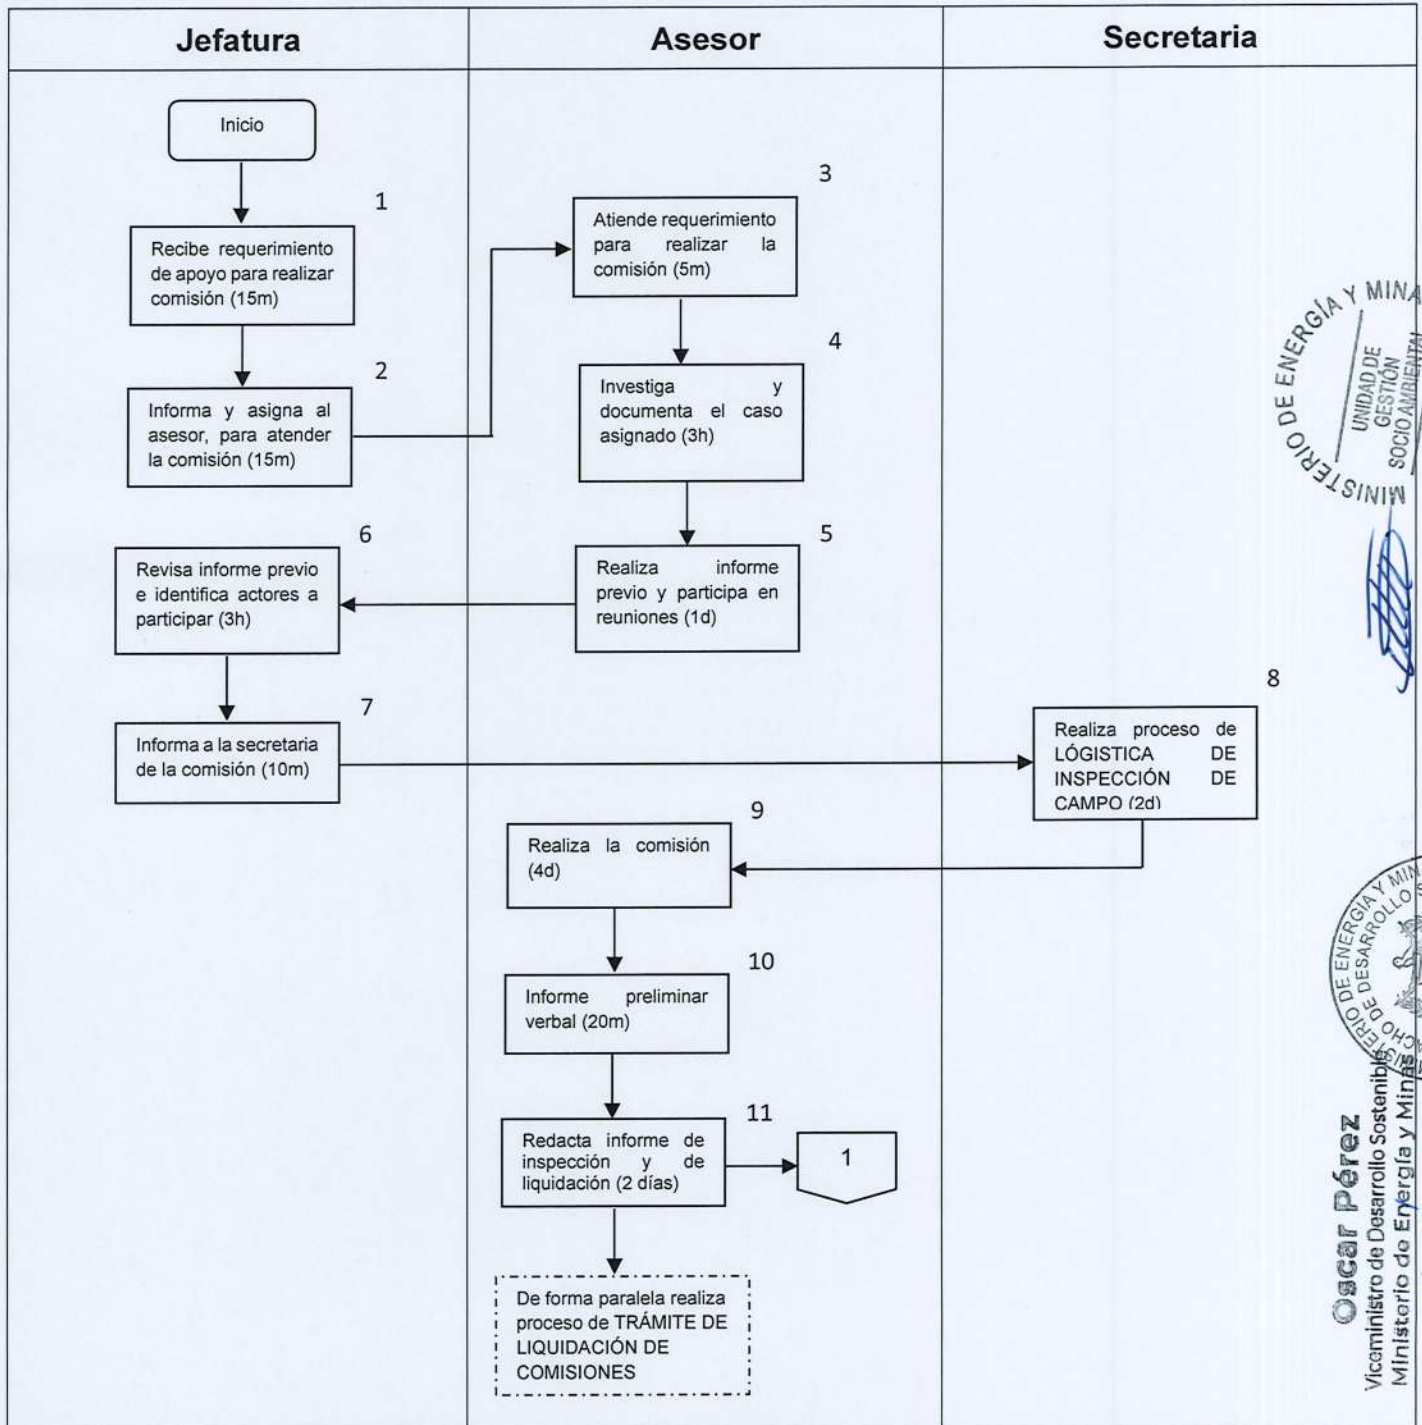 Jefatura
Asesor
Secretaria
Inicio
1
Recibe requerimiento
de apoyo para realizar
comisión (15m)
2
Informa y asigna al
asesor, para atender
la comisión (15m)
3
Atiende requerimiento
para realizar la
comisión (5m)
4
Investiga y
documenta el caso
asignado (3h)
5
Realiza informe
previo y participa en
reuniones (1d)
6
Revisa informe previo
e identifica actores a
participar (3h)
7
Informa a la secretaria
de la comisión (10m)
8
Realiza proceso de
LÓGISTICA DE
INSPECCIÓN DE
CAMPO (2d)
9
Realiza la comisión
(4d)
10
Informe preliminar
verbal (20m)
11
Redacta informe de
inspección y de
liquidación (2 días)
1
De forma paralela realiza
proceso de TRÁMITE DE
LIQUIDACIÓN DE
COMISIONES
MINISTERIO DE ENERGÍA Y MINA
UNIDAD DE
GESTIÓN
SOCIO AMBIENTAL
DE ENERGIA Y MIN
DE DESARROLLO S
Oscar Pérez
Viceministro de Desarrollo Sostenible
Ministerio de Energía y Minas